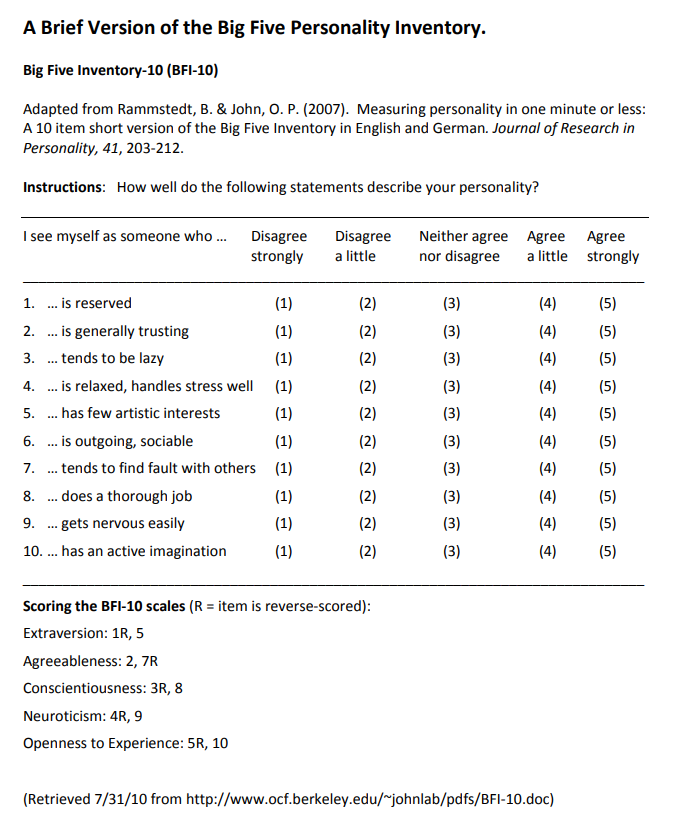 A Brief Version of the Big Five Personality Inventory.
Big Five Inventory-10 (BFI-10)
Adapted from Rammstedt, B. & John, O. P. (2007). Measuring personality in one minute or less:
A 10 item short version of the Big Five Inventory in English and German. Journal of Research in
Personality, 41, 203-212.
Instructions: How well do the following statements describe your personality?
I see myself as someone who ... Disagree Disagree Neither agree Agree Agree
strongly a little nor disagree a little strongly
1. ... is reserved (1) (2) (3) (4) (5)
2. ... is generally trusting (1) (2) (3) (4) (5)
3. ... tends to be lazy (1) (2) (3) (4) (5)
4. ... is relaxed, handles stress well (1) (2) (3) (4) (5)
5. ... has few artistic interests (1) (2) (3) (4) (5)
6. ... is outgoing, sociable (1) (2) (3) (4) (5)
7. ... tends to find fault with others (1) (2) (3) (4) (5)
8. ... does a thorough job (1) (2) (3) (4) (5)
9. ... gets nervous easily (1) (2) (3) (4) (5)
10. ... has an active imagination (1) (2) (3) (4) (5)
Scoring the BFI-10 scales (R = item is reverse-scored):
Extraversion: 1R, 5
Agreeableness: 2, 7R
Conscientiousness: 3R, 8
Neuroticism: 4R, 9
Openness to Experience: 5R, 10
(Retrieved 7/31/10 from http://www.ocf.berkeley.edu/~johnlab/pdfs/BFI-10.doc)